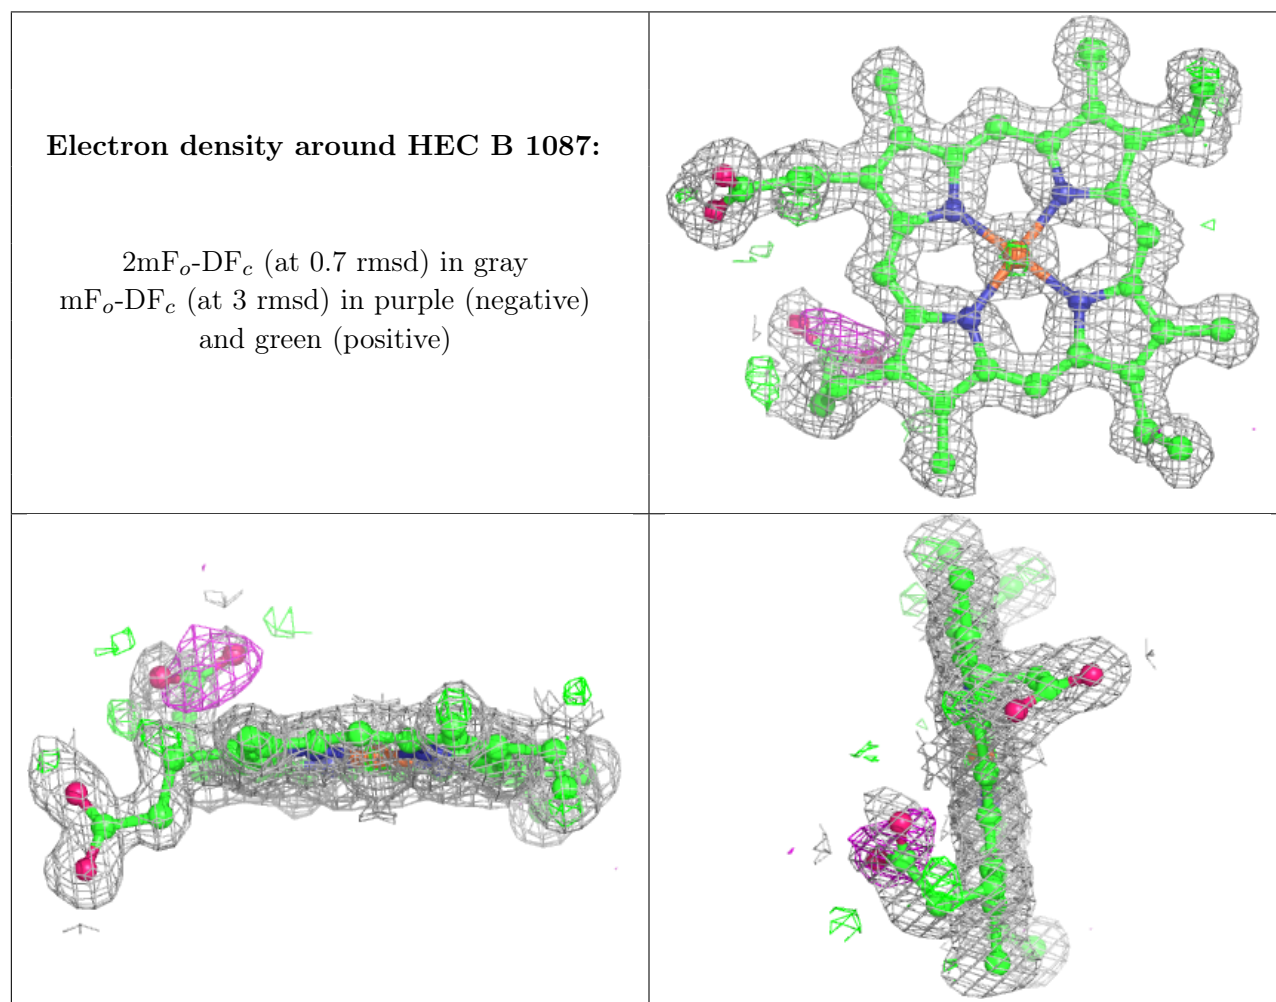 Electron density around HEC B 1087:
2mFo-DFc (at 0.7 rmsd) in gray
mFo-DFc (at 3 rmsd) in purple (negative)
and green (positive)